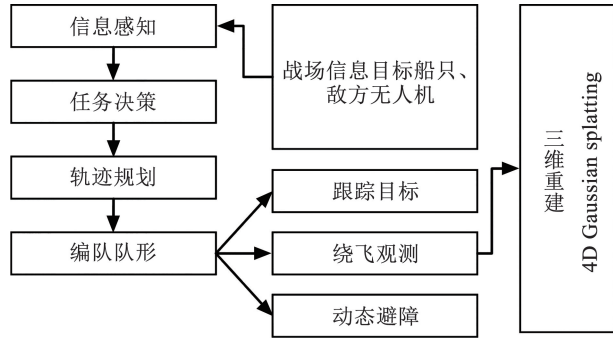 信息感知
任务决策
轨迹规划
编队队形
战场信息目标船只、
敌方无人机
跟踪目标
绕飞观测
动态避障
三维重建
4D Gaussian splatting